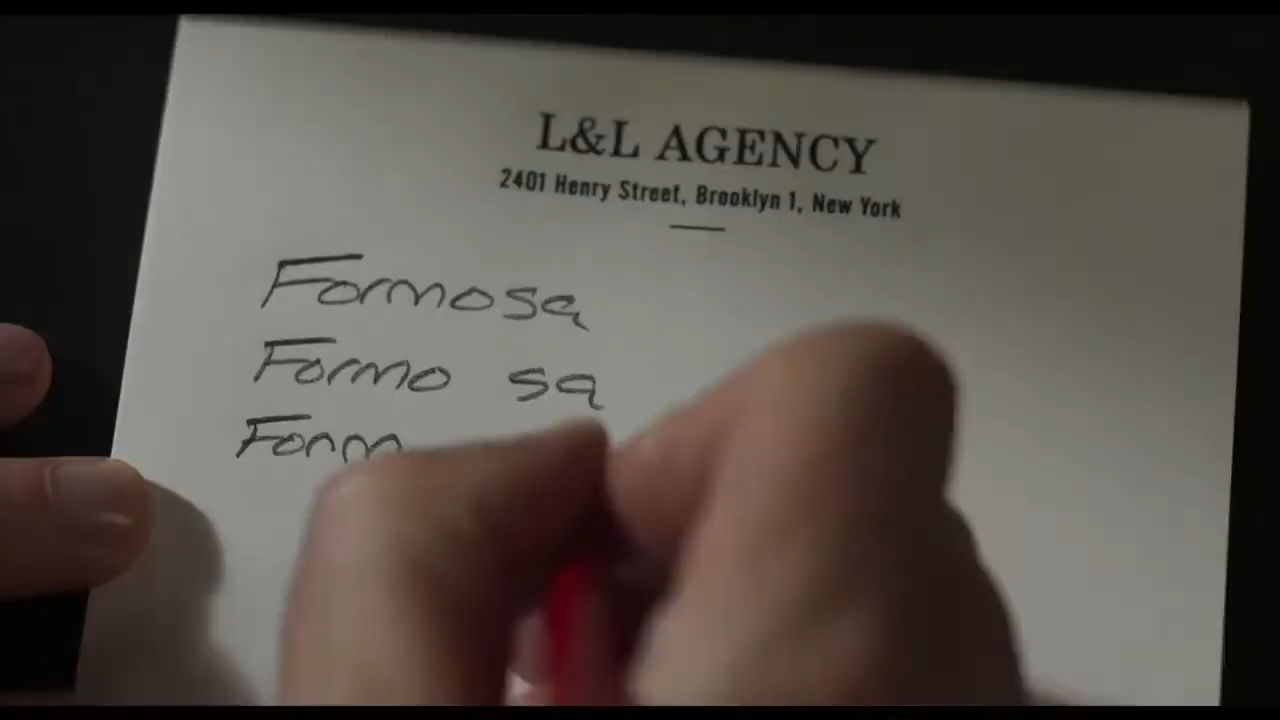 L&L AGENCY
2401 Henry Street, Brooklyn 1, New York
Formosa
Formo sa
Form